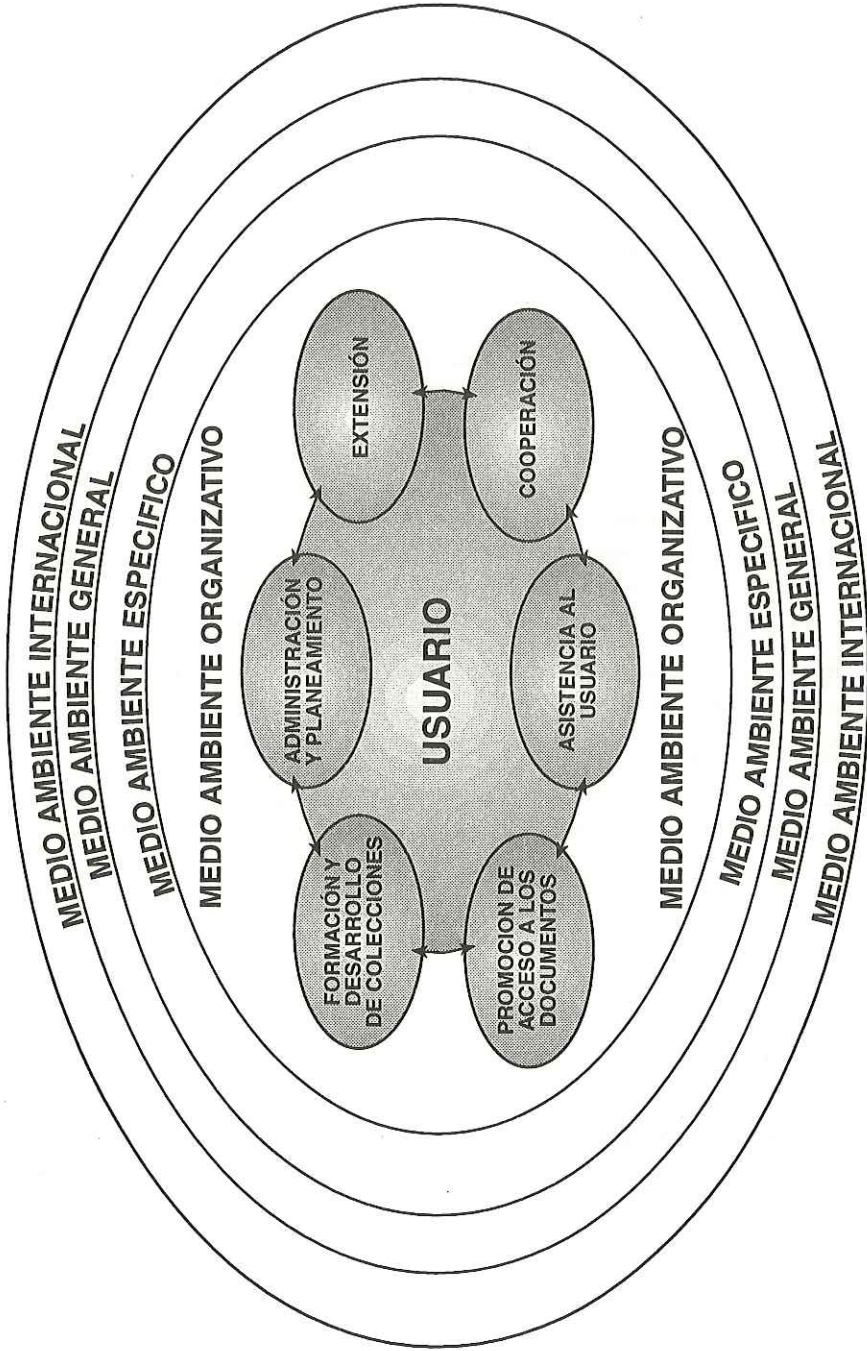 MEDIO AMBIENTE INTERNACIONAL
MEDIO AMBIENTE GENERAL
MEDIO AMBIENTE ESPECIFICO
MEDIO AMBIENTE ORGANIZATIVO
FORMACIÓN Y
DESARROLLO
DE COLECCIONES
ADMINISTRACIÓN
Y PLANEAMIENTO
EXTENSIÓN
USUARIO
PROMOCION DE
ACCESO A LOS
DOCUMENTOS
ASISTENCIA AL
USUARIO
COOPERACIÓN
MEDIO AMBIENTE ORGANIZATIVO
MEDIO AMBIENTE ESPECIFICO
MEDIO AMBIENTE GENERAL
MEDIO AMBIENTE INTERNACIONAL